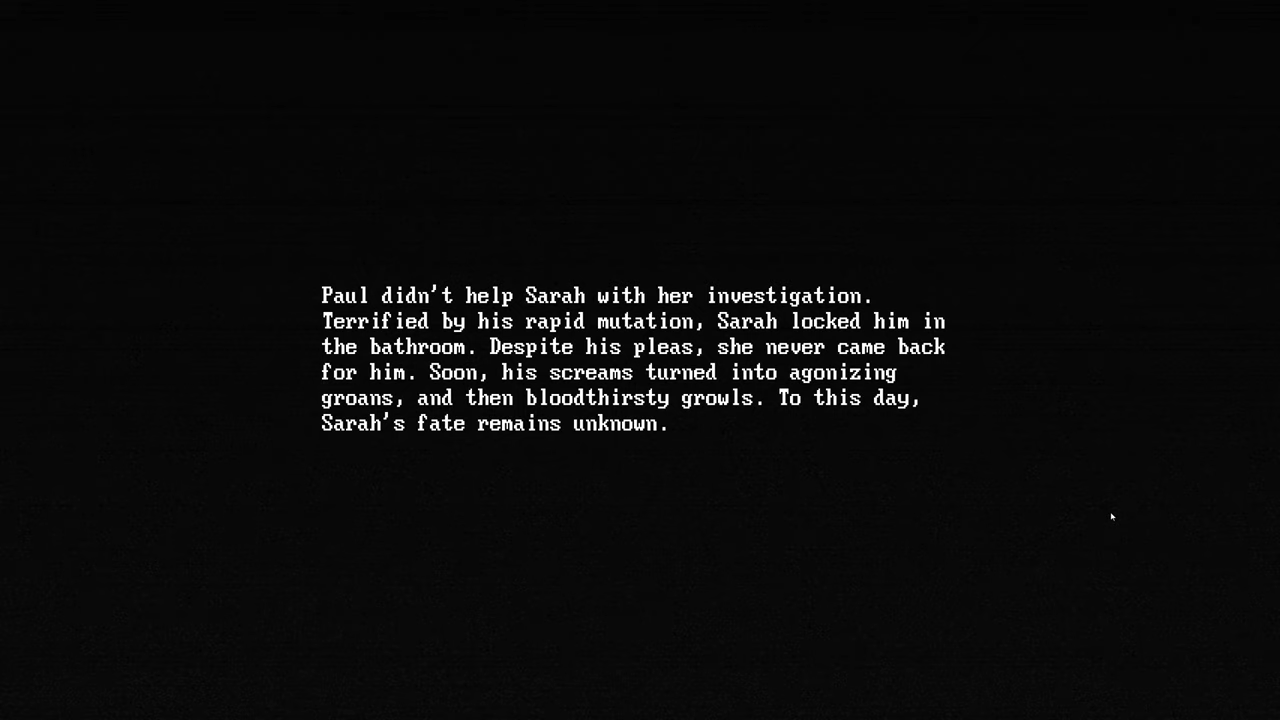 Paul didn't help Sarah with her investigation.
Terrified by his rapid mutation, Sarah locked him in
the bathroom. Despite his pleas, she never came back
for him. Soon, his screams turned into agonizing
groans, and then bloodthirsty growls. To this day,
Sarah's fate remains unknown.